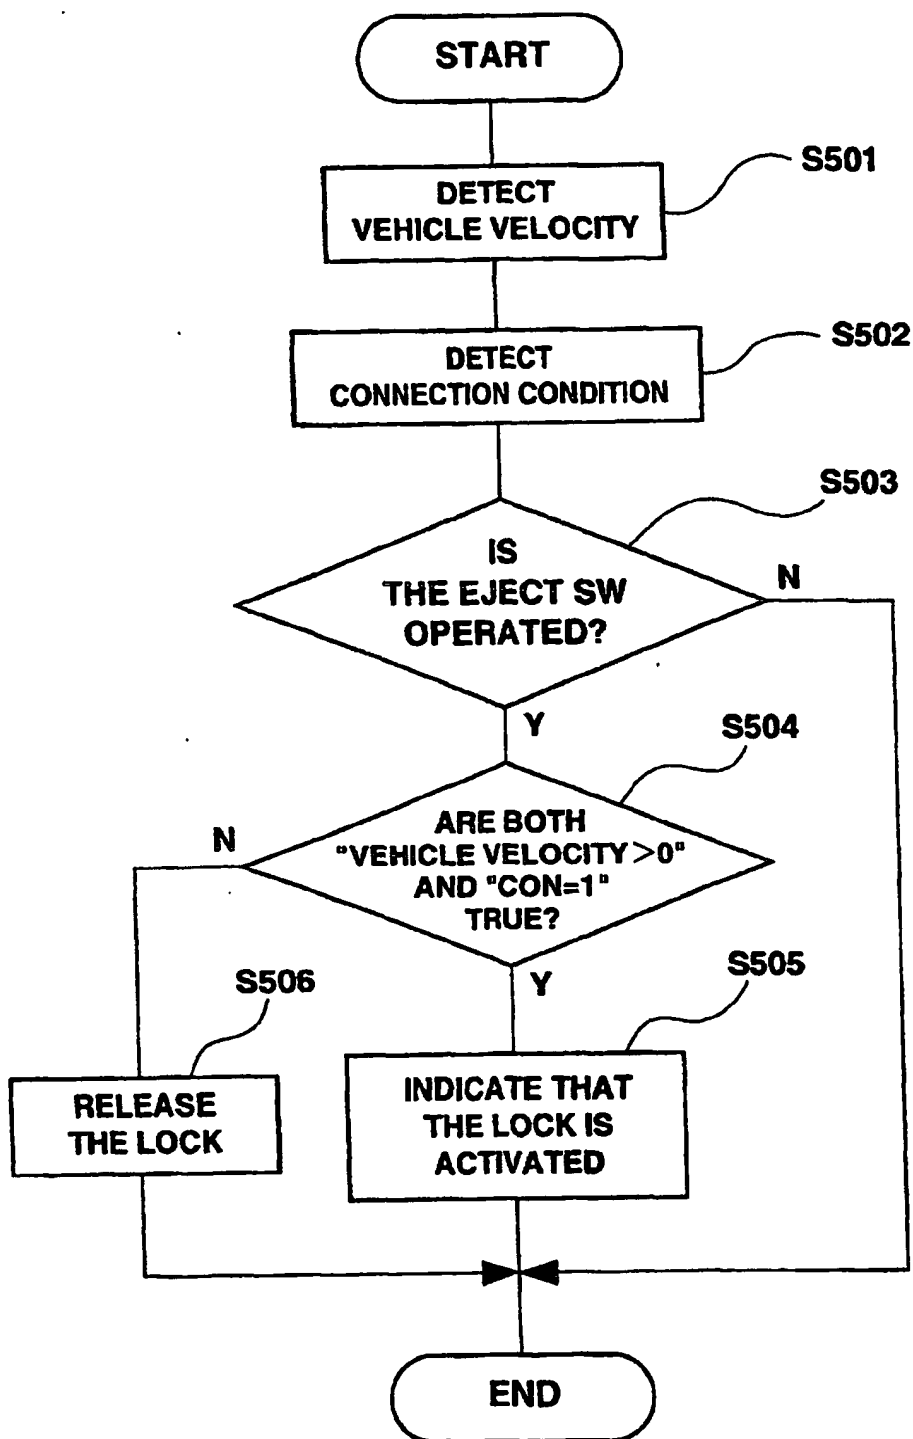 START
S501
DETECT
VEHICLE VELOCITY
S502
DETECT
CONNECTION CONDITION
S503
IS
THE EJECT SW
OPERATED?
N
Y
S504
ARE BOTH
"VEHICLE VELOCITY>0"
AND "CON=1"
TRUE?
N
Y
S505
S506
INDICATE THAT
THE LOCK IS
ACTIVATED
RELEASE
THE LOCK
END